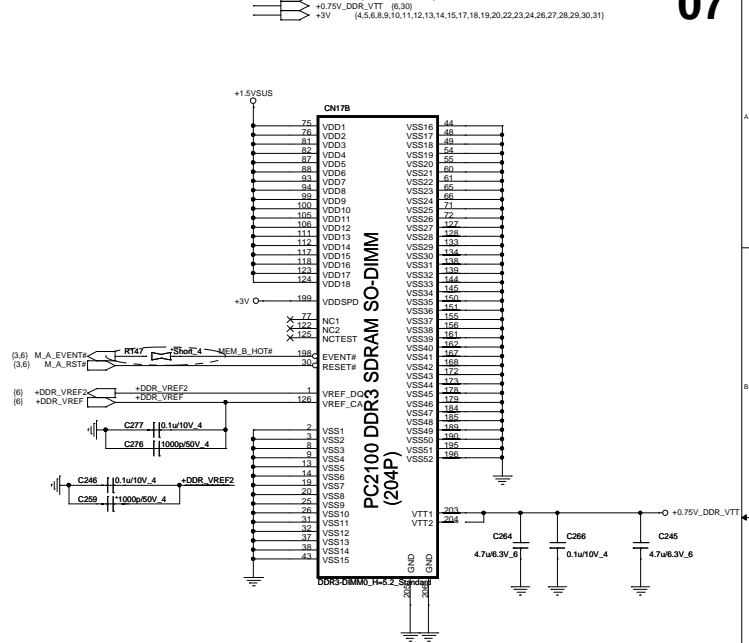 +0.75V_DDR_VTT (6,30)
+3V (4,5,6,8,9,10,11,12,13,14,15,17,18,19,20,22,23,24,26,27,28,29,30,31)
07
A
+1.5VSUS
CN17B
75 VDD1 VSS16 44
76 VDD2 VSS17 48
81 VDD3 VSS18 49
82 VDD4 VSS19 54
87 VDD5 VSS20 55
88 VDD6 VSS21 60
93 VDD7 VSS22 61
94 VDD8 VSS23 65
99 VDD9 VSS24 66
100 VDD10 VSS25 71
105 VDD11 VSS26 72
106 VDD12 VSS27 127
111 VDD13 VSS28 128
112 VDD14 VSS29 133
117 VDD15 VSS30 134
118 VDD16 VSS31 138
123 VDD17 VSS32 139
124 VDD18 VSS33 144
VSS34 145
+3V 199 VDDSPD VSS35 150
VSS36 151
77 NC1 VSS37 155
122 NC2 VSS38 156
125 NCTEST VSS39 161
VSS40 162
(3,6) M_A_EVENT# RT47 *Short_4 MEM_B_HOT# 198 EVENT# VSS41 167
(3,6) M_A_RST# 30 RESET# VSS42 168
VSS43 172
VSS44 173
(6) +DDR_VREF2 +DDR_VREF2 1 VREF_DQ VSS45 178
(6) +DDR_VREF +DDR_VREF 126 VREF_CA VSS46 179
VSS47 184
VSS48 185
C277 0.1u/10V_4 2 VSS1 VSS49 189
C276 1000p/50V_4 3 VSS2 VSS50 190
8 VSS3 VSS51 195
9 VSS4 VSS52 196
13 VSS5
14 VSS6
C246 0.1u/10V_4 +DDR_VREF2 19 VSS7
20 VSS8
C259 *1000p/50V_4 25 VSS9
26 VSS10
31 VSS11
32 VSS12
37 VSS13
38 VSS14
43 VSS15
PC2100 DDR3 SDRAM SO-DIMM
(204P)
B
VTT1 203 +0.75V_DDR_VTT
VTT2 204
C264 4.7u/6.3V_6
C266 0.1u/10V_4
C245 4.7u/6.3V_6
GND 205
GND 206
DDR3-DIMM0_H=5.2_Standard